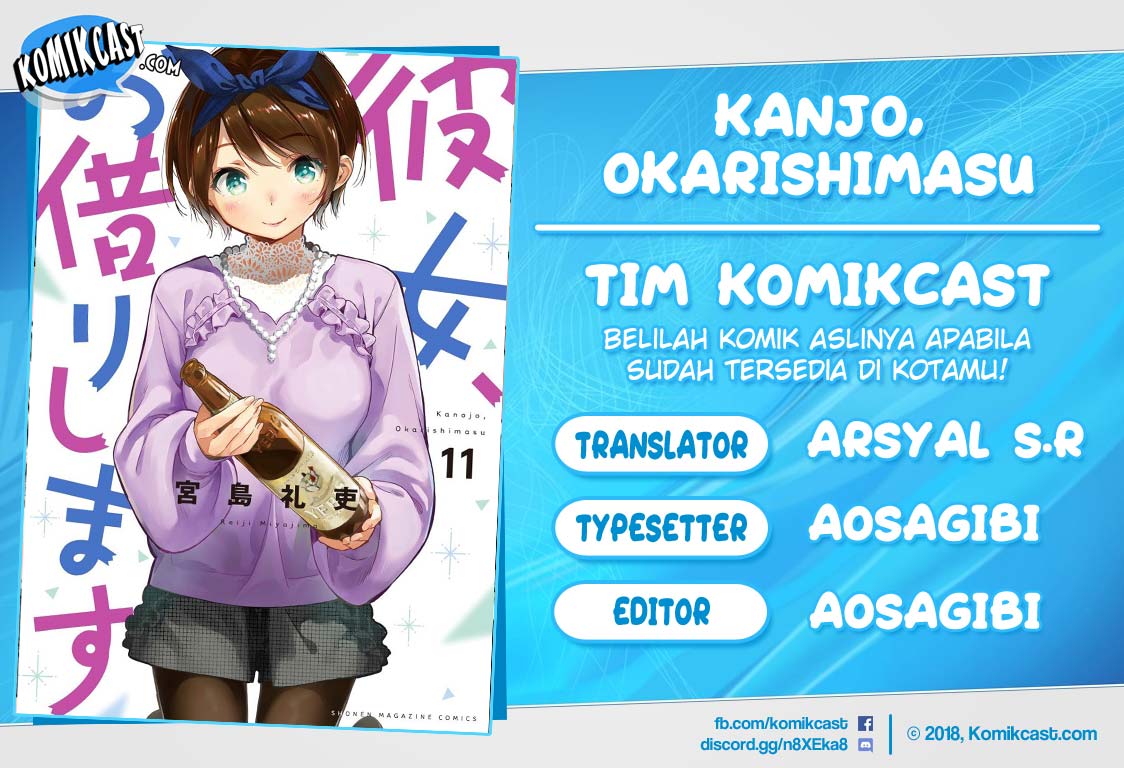 KOMIKCAST
.COM
彼女、
お借りします
Kanojo,
Okarishimasu
11
宮島礼吏
Reiji Miyajima
SHONEN MAGAZINE COMICS
KANJO,
OKARISHIMASU
TIM KOMIKCAST
BELILAH KOMIK ASLINYA APABILA
SUDAH TERSEDIA DI KOTAMU!
TRANSLATOR ARSYAL S.R
TYPESETTER AOSAGIBI
EDITOR AOSAGIBI
fb.com/komikcast
discord.gg/n8XEka8
© 2018, Komikcast.com